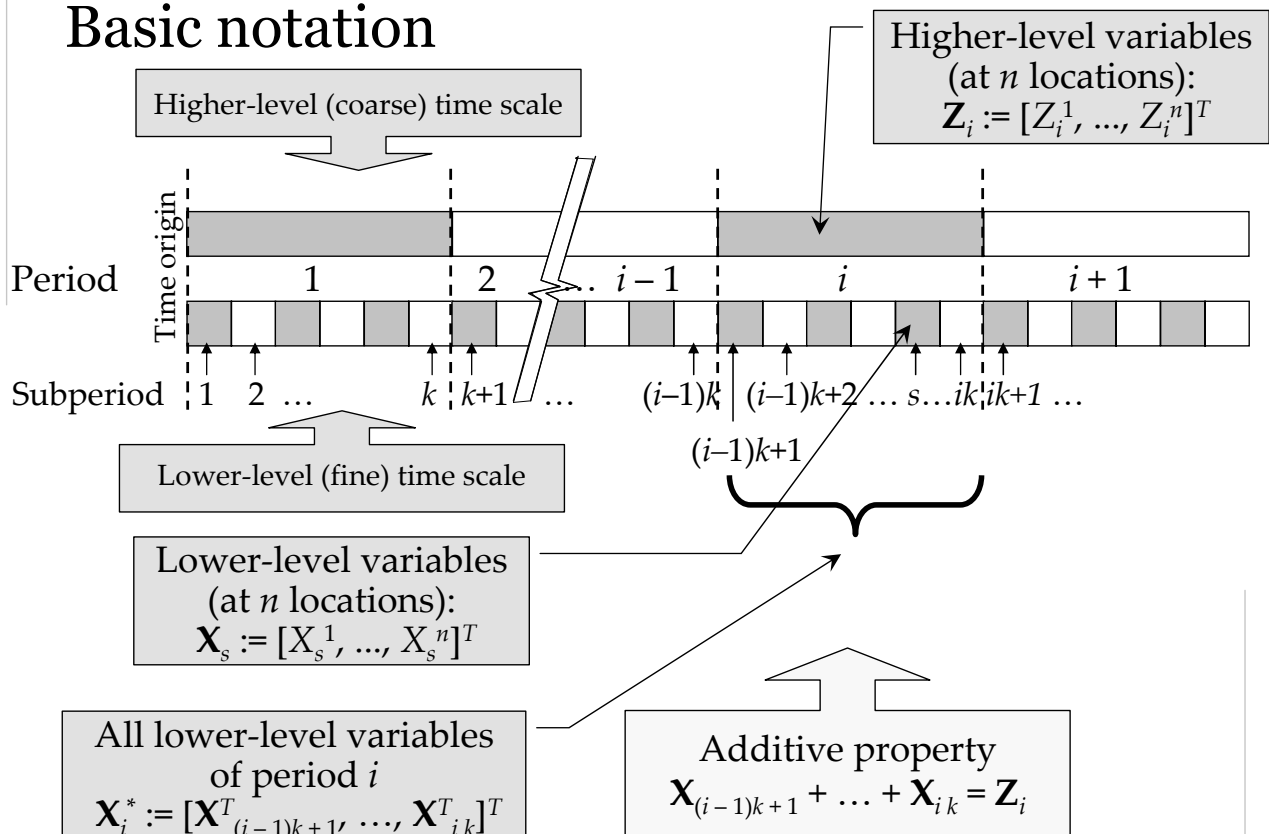 Basic notation
Higher-level (coarse) time scale
Higher-level variables
(at n locations):
Z_i := [Z_i^1, ..., Z_i^n]^T
Time origin
Period 1 2 … i – 1 i i + 1
Subperiod 1 2 … k k+1 … (i–1)k (i–1)k+2 … s…ik ik+1 …
(i–1)k+1
Lower-level (fine) time scale
Lower-level variables
(at n locations):
X_s := [X_s^1, ..., X_s^n]^T
All lower-level variables
of period i
X_i^* := [X^T_{(i – 1)k + 1}, …, X^T_{i k}]^T
Additive property
X_{(i – 1)k + 1} + … + X_{i k} = Z_i